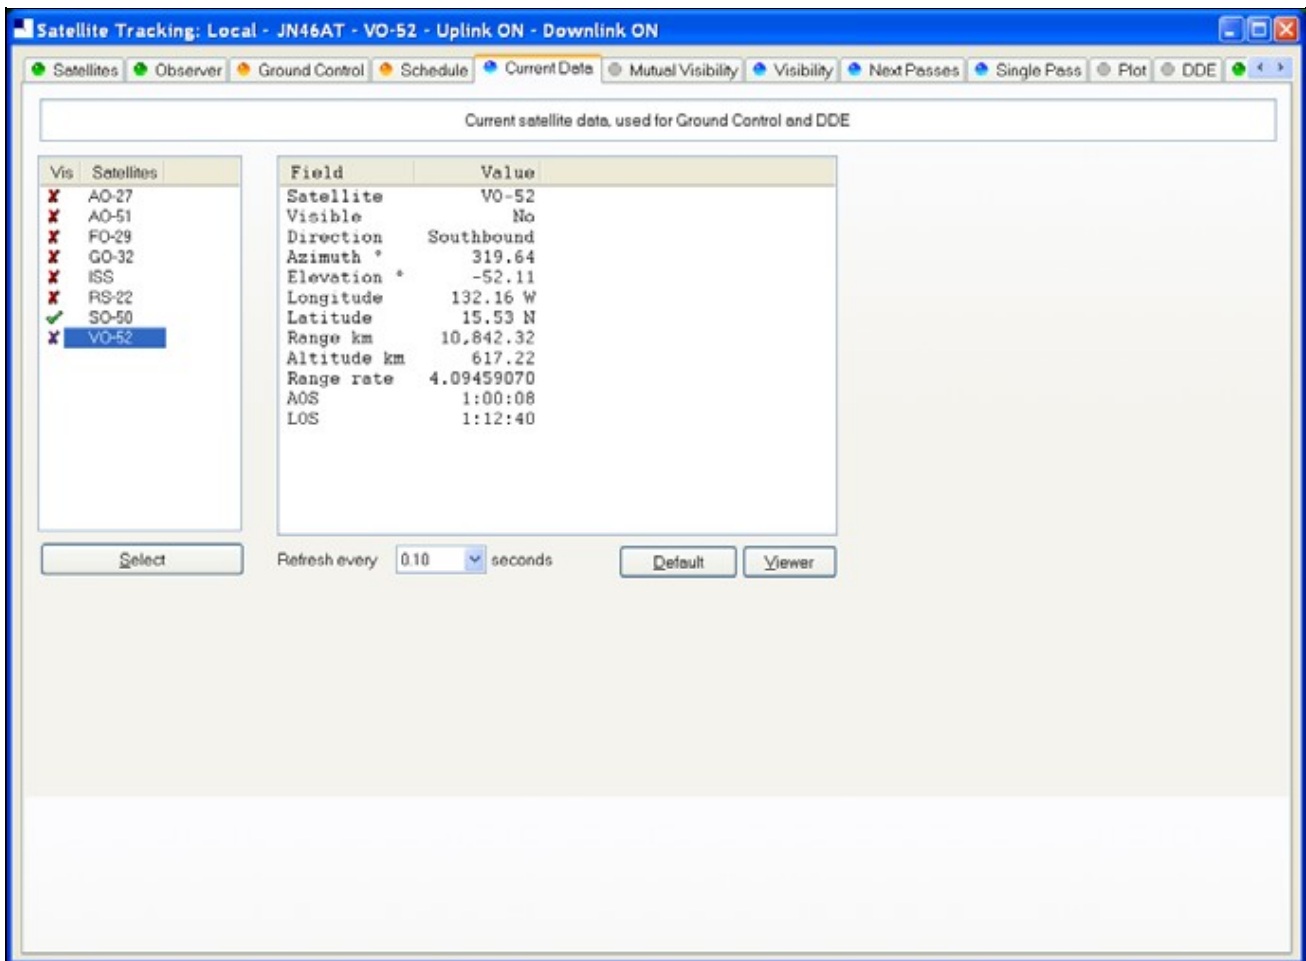 Satellite Tracking: Local - JN46AT - VO-52 - Uplink ON - Downlink ON
Satellites Observer Ground Control Schedule Current Data Mutual Visibility Visibility Next Passes Single Pass Plot DDE
Current satellite data, used for Ground Control and DDE
Vis Satellites
AO-27
AO-51
FO-29
GO-32
ISS
RS-22
SO-50
VO-52
Select
Field Value
Satellite VO-52
Visible No
Direction Southbound
Azimuth ° 319.64
Elevation ° -52.11
Longitude 132.16 W
Latitude 15.53 N
Range km 10,842.32
Altitude km 617.22
Range rate 4.09459070
AOS 1:00:08
LOS 1:12:40
Refresh every 0.10 seconds
Default Viewer